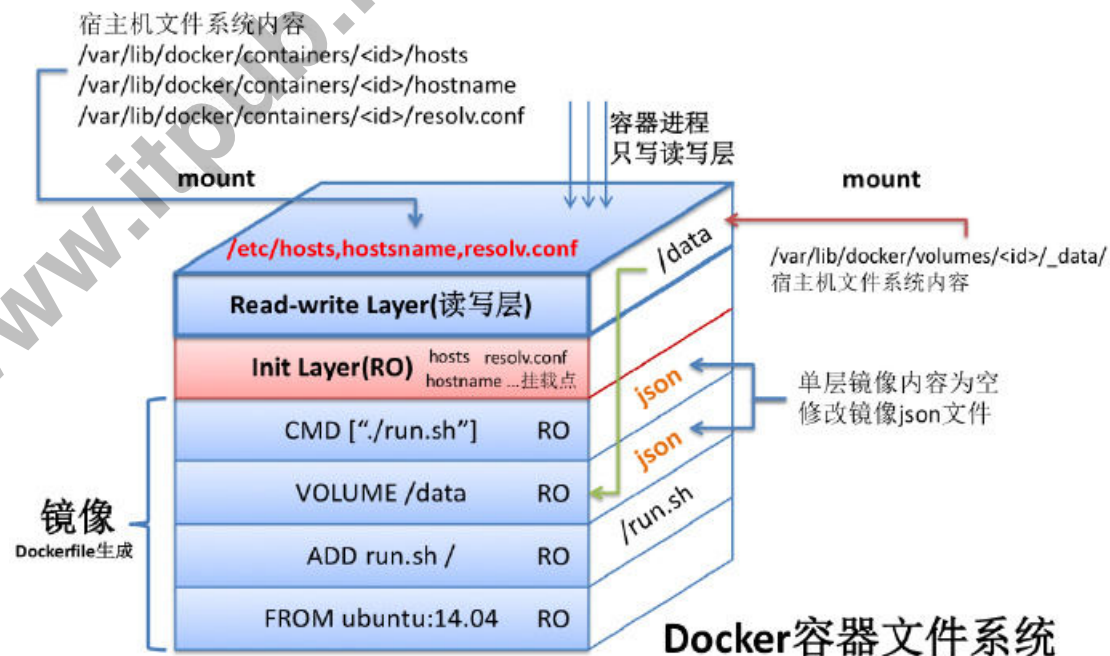 宿主机文件系统内容
/var/lib/docker/containers/<id>/hosts
/var/lib/docker/containers/<id>/hostname
/var/lib/docker/containers/<id>/resolv.conf
容器进程
只写读写层
mount
mount
/etc/hosts,hostsname,resolv.conf
/data
/var/lib/docker/volumes/<id>/_data/
宿主机文件系统内容
Read-write Layer(读写层)
Init Layer(RO)
hosts resolv.conf
hostname ...挂载点
json
json
单层镜像内容为空
修改镜像json文件
CMD [“./run.sh”] RO
VOLUME /data RO
/run.sh
镜像
Dockerfile生成
ADD run.sh / RO
FROM ubuntu:14.04 RO
Docker容器文件系统
www.itpub.